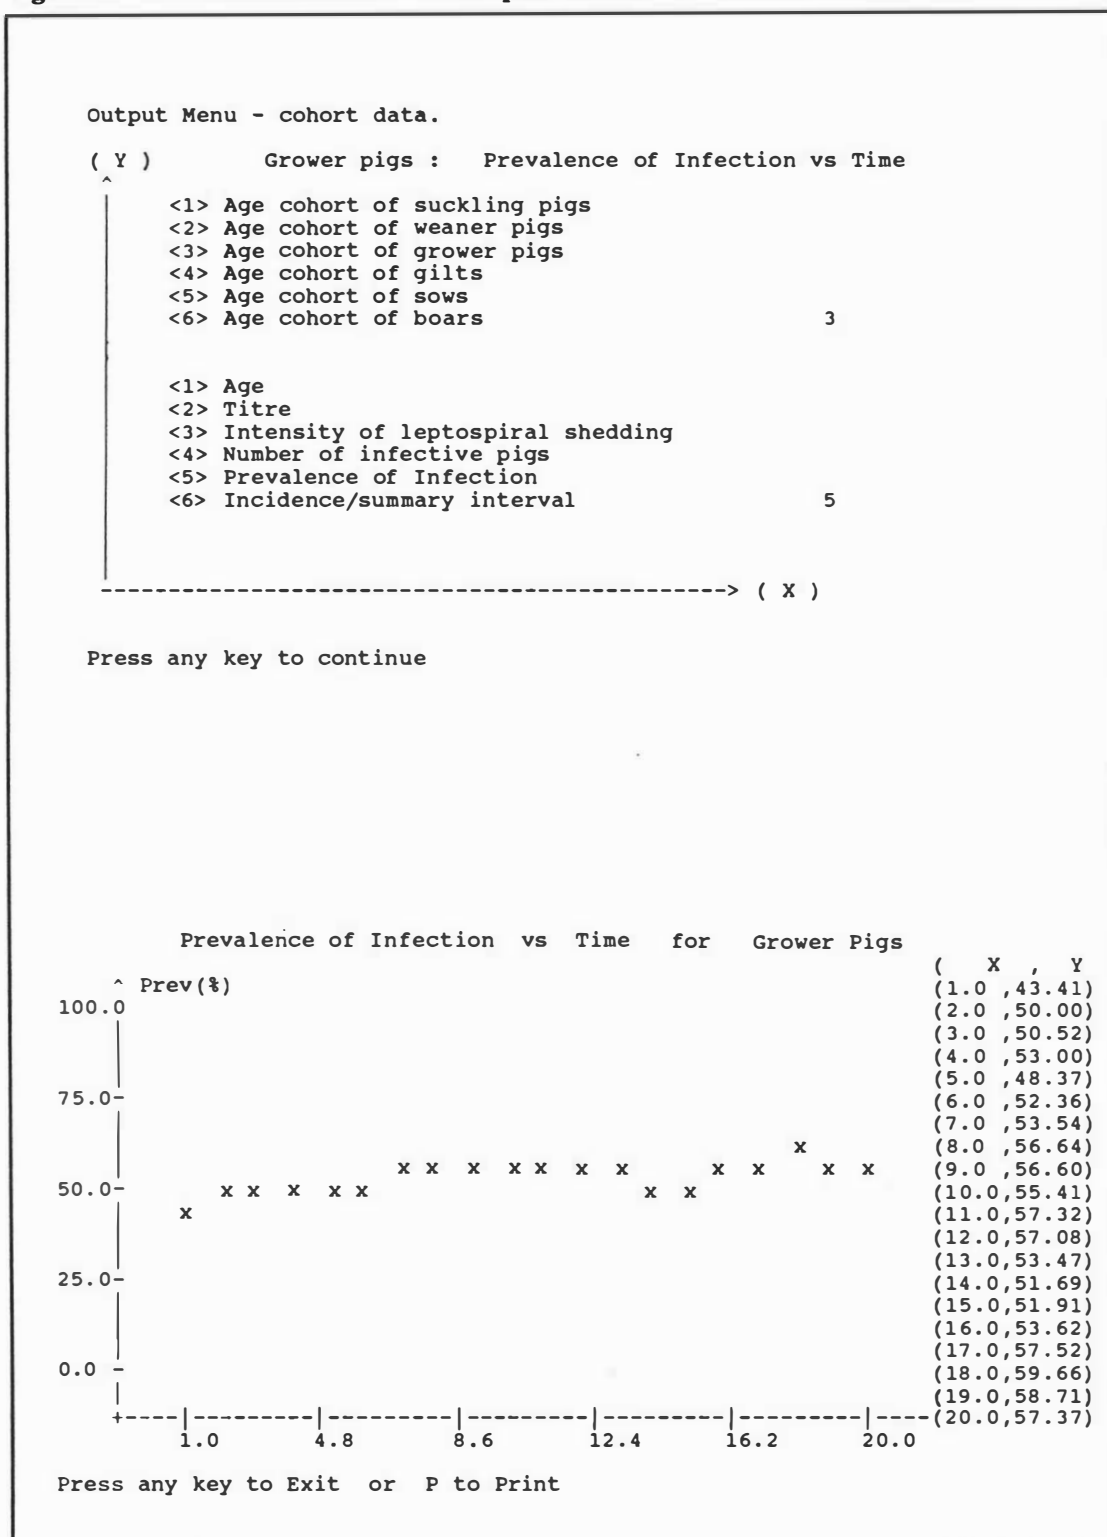 Output Menu - cohort data.
( Y ) Grower pigs : Prevalence of Infection vs Time
^
<1> Age cohort of suckling pigs
<2> Age cohort of weaner pigs
<3> Age cohort of grower pigs
<4> Age cohort of gilts
<5> Age cohort of sows
<6> Age cohort of boars 3
<1> Age
<2> Titre
<3> Intensity of leptospiral shedding
<4> Number of infective pigs
<5> Prevalence of Infection
<6> Incidence/summary interval 5
----------------------------------------------> ( X )
Press any key to continue
Prevalence of Infection vs Time for Grower Pigs
( X , Y
^ Prev(%) (1.0 ,43.41)
100.0 (2.0 ,50.00)
(3.0 ,50.52)
(4.0 ,53.00)
(5.0 ,48.37)
75.0- (6.0 ,52.36)
(7.0 ,53.54)
x (8.0 ,56.64)
x x x x x x x x x x x (9.0 ,56.60)
50.0- x x x x x x x (10.0,55.41)
x (11.0,57.32)
(12.0,57.08)
(13.0,53.47)
25.0- (14.0,51.69)
(15.0,51.91)
(16.0,53.62)
(17.0,57.52)
0.0 - (18.0,59.66)
(19.0,58.71)
+----|---------|---------|---------|---------|---------|----(20.0,57.37)
1.0 4.8 8.6 12.4 16.2 20.0
Press any key to Exit or P to Print